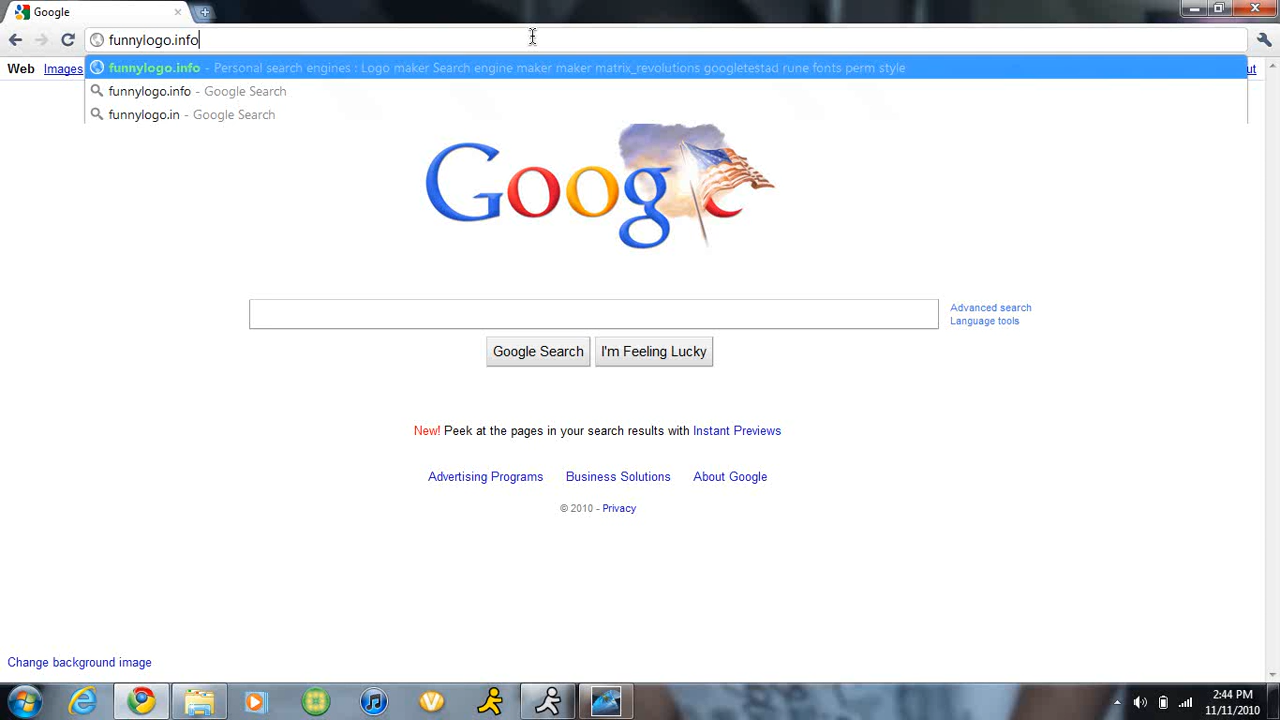 Google
funnylogo.info
Web Images ut
funnylogo.info - Personal search engines : Logo maker Search engine maker maker matrix_revolutions googletestad rune fonts perm style
funnylogo.info - Google Search
funnylogo.in - Google Search
Google
Advanced search
Language tools
Google Search I'm Feeling Lucky
New! Peek at the pages in your search results with Instant Previews
Advertising Programs Business Solutions About Google
© 2010 - Privacy
Change background image
2:44 PM
11/11/2010